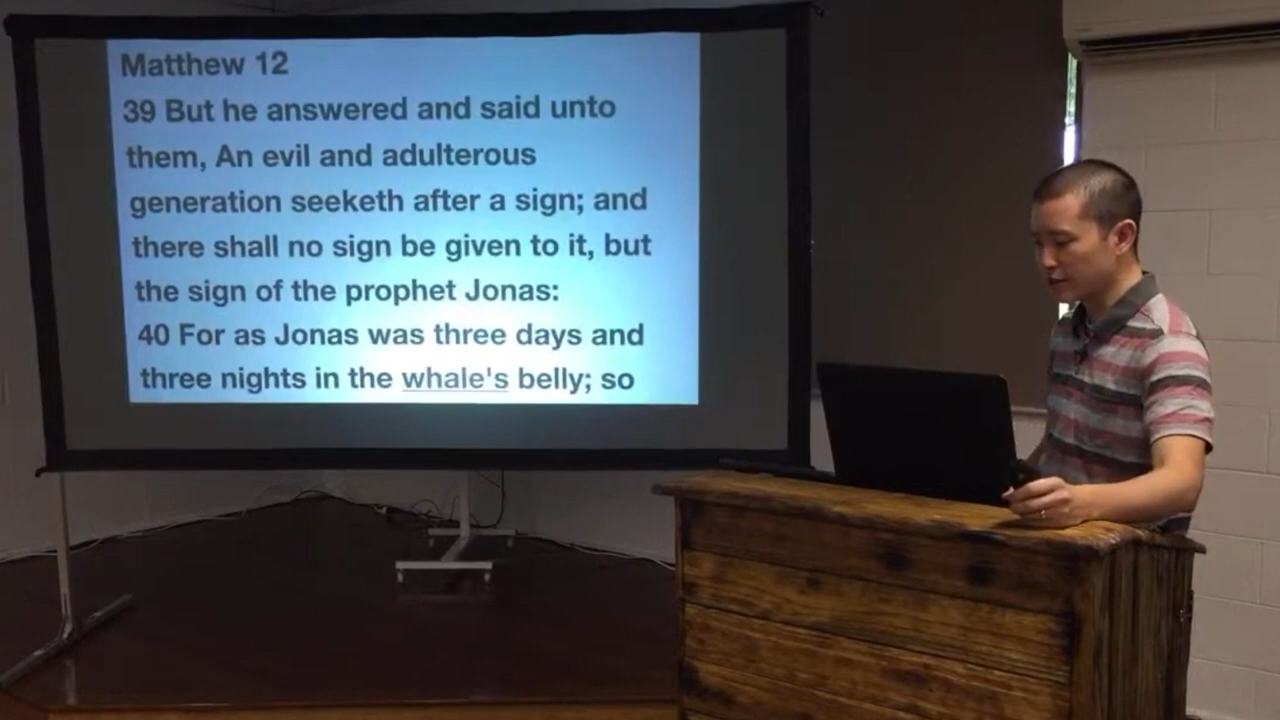 Matthew 12
39 But he answered and said unto
them, An evil and adulterous
generation seeketh after a sign; and
there shall no sign be given to it, but
the sign of the prophet Jonas:
40 For as Jonas was three days and
three nights in the whale's belly; so